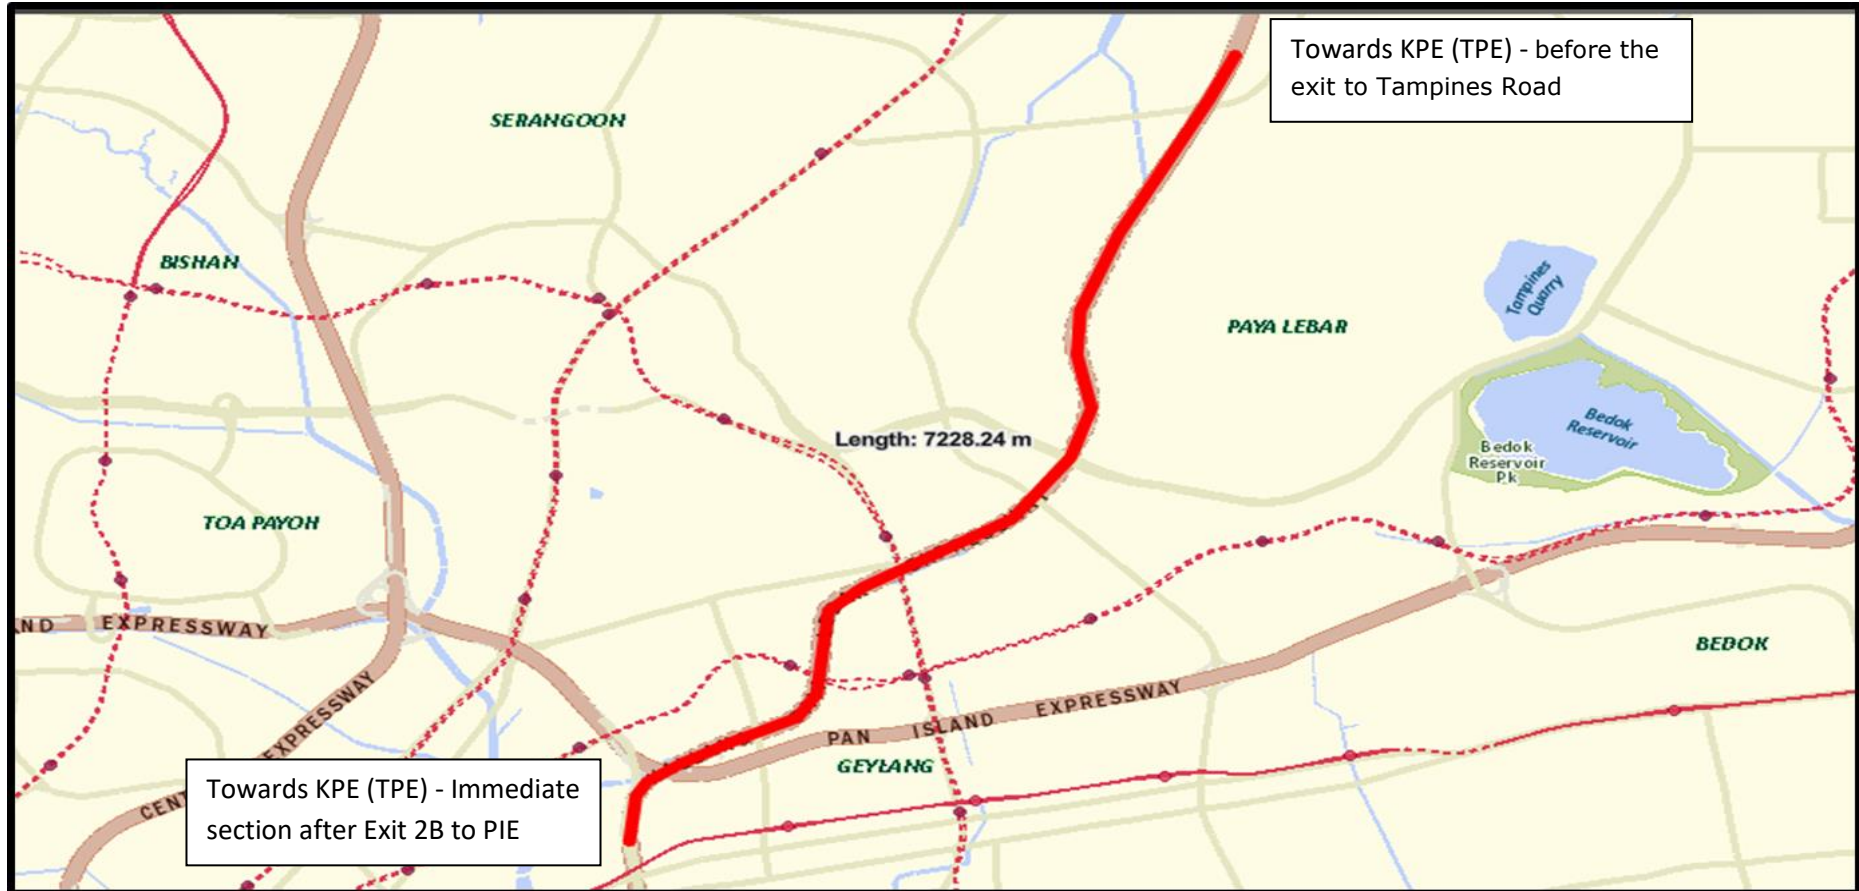 Towards KPE (TPE) - before the
exit to Tampines Road
SERANGOON
BISHAN
Tampines
Quarry
PAYA LEBAR
Length: 7228.24 m
Bedok
Reservoir
Bedok
Reservoir
Pk
TOA PAYOH
ND EXPRESSWAY
BEDOK
PAN ISLAND EXPRESSWAY
GEYLANG
CENT
EXPRESSWAY
Towards KPE (TPE) - Immediate
section after Exit 2B to PIE